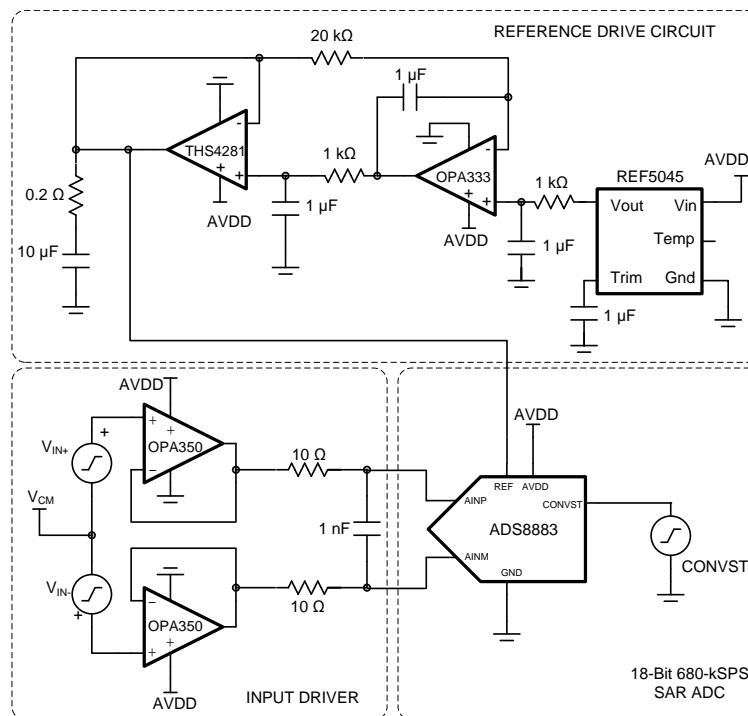 REFERENCE DRIVE CIRCUIT
20 kΩ
1 µF
-
THS4281
+
+
AVDD
1 kΩ
1 µF
-
OPA333
+
+
AVDD
1 kΩ
1 µF
REF5045
AVDD
Vout
Vin
Temp
Trim
Gnd
1 µF
0.2 Ω
10 µF
AVDD
+
+
OPA350
-
10 Ω
VIN+
+
VCM
1 nF
VIN-
+
-
OPA350
+
+
10 Ω
AVDD
INPUT DRIVER
AVDD
REF
AVDD
AINP
CONVST
ADS8883
AINM
GND
CONVST
18-Bit 680-kSPS
SAR ADC